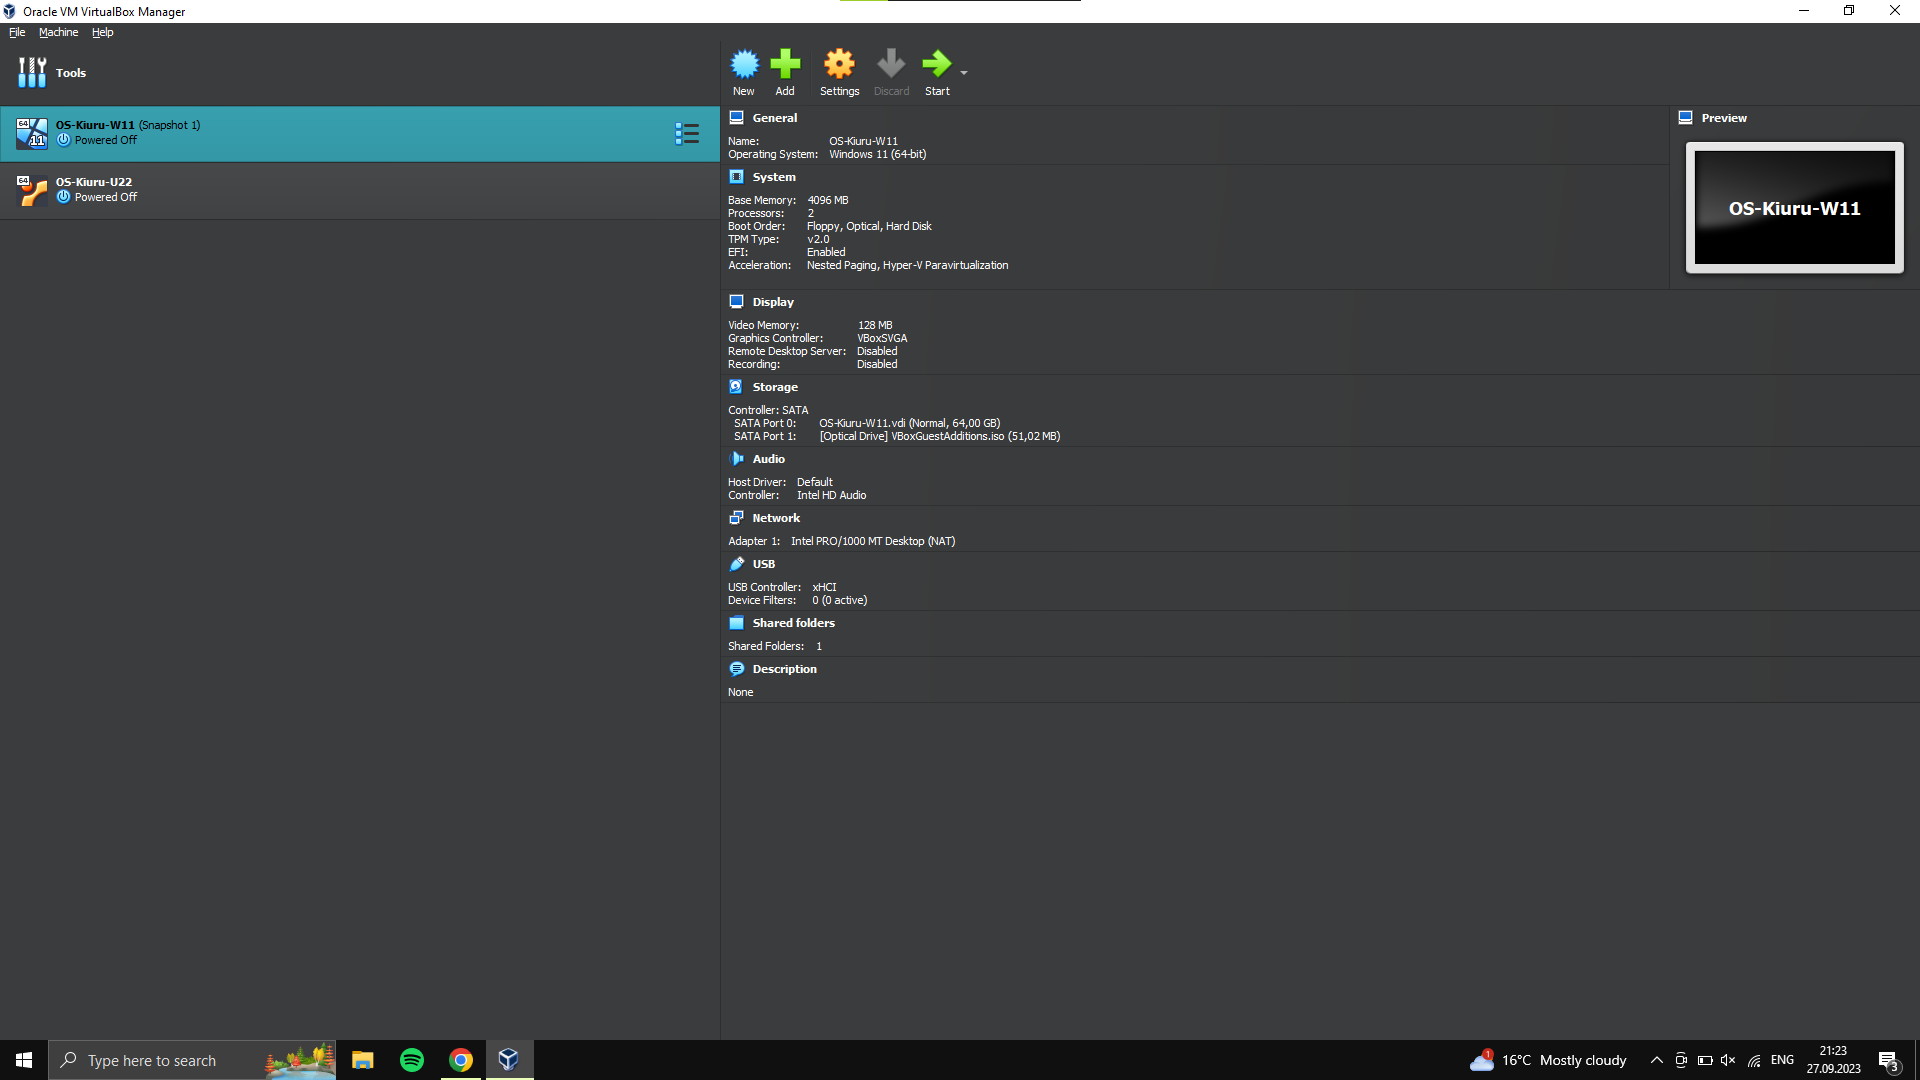 Oracle VM VirtualBox Manager
File Machine Help
Tools
New Add Settings Discard Start
64 11 OS-Kiuru-W11 (Snapshot 1)
Powered Off
64 OS-Kiuru-U22
Powered Off
General
Name: OS-Kiuru-W11
Operating System: Windows 11 (64-bit)
System
Base Memory: 4096 MB
Processors: 2
Boot Order: Floppy, Optical, Hard Disk
TPM Type: v2.0
EFI: Enabled
Acceleration: Nested Paging, Hyper-V Paravirtualization
Preview
OS-Kiuru-W11
Display
Video Memory: 128 MB
Graphics Controller: VBoxSVGA
Remote Desktop Server: Disabled
Recording: Disabled
Storage
Controller: SATA
SATA Port 0: OS-Kiuru-W11.vdi (Normal, 64,00 GB)
SATA Port 1: [Optical Drive] VBoxGuestAdditions.iso (51,02 MB)
Audio
Host Driver: Default
Controller: Intel HD Audio
Network
Adapter 1: Intel PRO/1000 MT Desktop (NAT)
USB
USB Controller: xHCI
Device Filters: 0 (0 active)
Shared folders
Shared Folders: 1
Description
None
Type here to search
1 16°C Mostly cloudy
ENG
21:23
27.09.2023
3